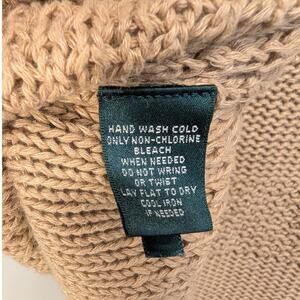 HAND WASH COLD
ONLY NON-CHLORINE
BLEACH
WHEN NEEDED
DO NOT WRING
OR TWIST
LAY FLAT TO DRY
COOL IRON
IF NEEDED